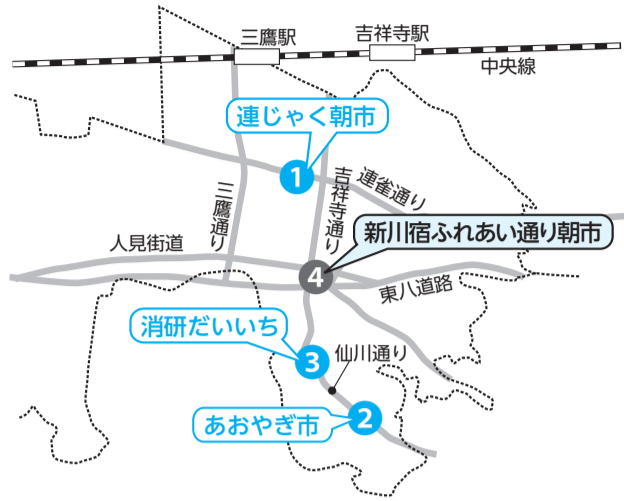 三鷹駅
吉祥寺駅
中央線
連じゃく朝市
1
連雀通り
三鷹通り
吉祥寺通り
新川宿ふれあい通り朝市
人見街道
4
東八道路
消研だいいち
3
仙川通り
あおやぎ市
2